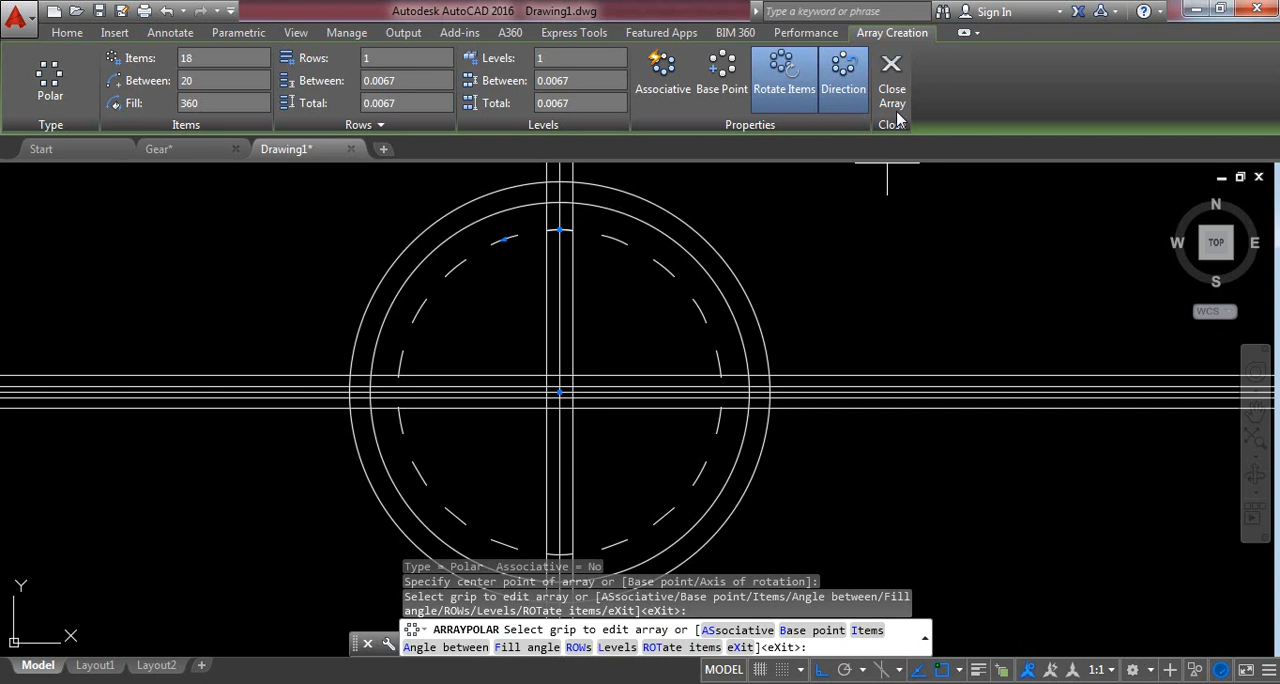 Autodesk AutoCAD 2016 Drawing1.dwg
Type a keyword or phrase
Sign In
Home Insert Annotate Parametric View Manage Output Add-ins A360 Express Tools Featured Apps BIM 360 Performance Array Creation
Items: 18 Rows: 1 Levels: 1
Between: 20 Between: 0.0067 Between: 0.0067
Fill: 360 Total: 0.0067 Total: 0.0067
Polar
Associative Base Point Rotate Items Direction
Close
Array
Type Items Rows Levels Properties Close
Start Gear* Drawing1*
N
W TOP E
S
WCS
Type = Polar Associative = No
Specify center point of array or [Base point/Axis of rotation]:
Select grip to edit array or [ASsociative/Base point/Items/Angle between/Fill
angle/ROWs/Levels/ROTate items/eXit]<eXit>:
ARRAYPOLAR Select grip to edit array or [ASsociative Base point Items
Angle between Fill angle ROWs Levels ROTate items eXit]<eXit>:
Y
X
Model Layout1 Layout2
MODEL 1:1